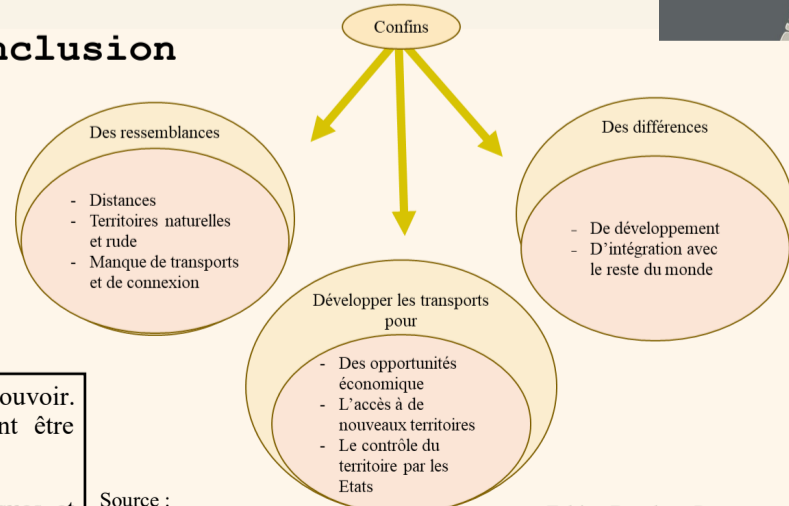 Confins
nclusion
Des ressemblances
- Distances
- Territoires naturelles
et rude
- Manque de transports
et de connexion
Des différences
- De développement
- D'intégration avec
le reste du monde
Développer les transports
pour
- Des opportunités
économique
- L'accès à de
nouveaux territoires
- Le contrôle du
territoire par les
Etats
ouvoir.
nt être
Source :